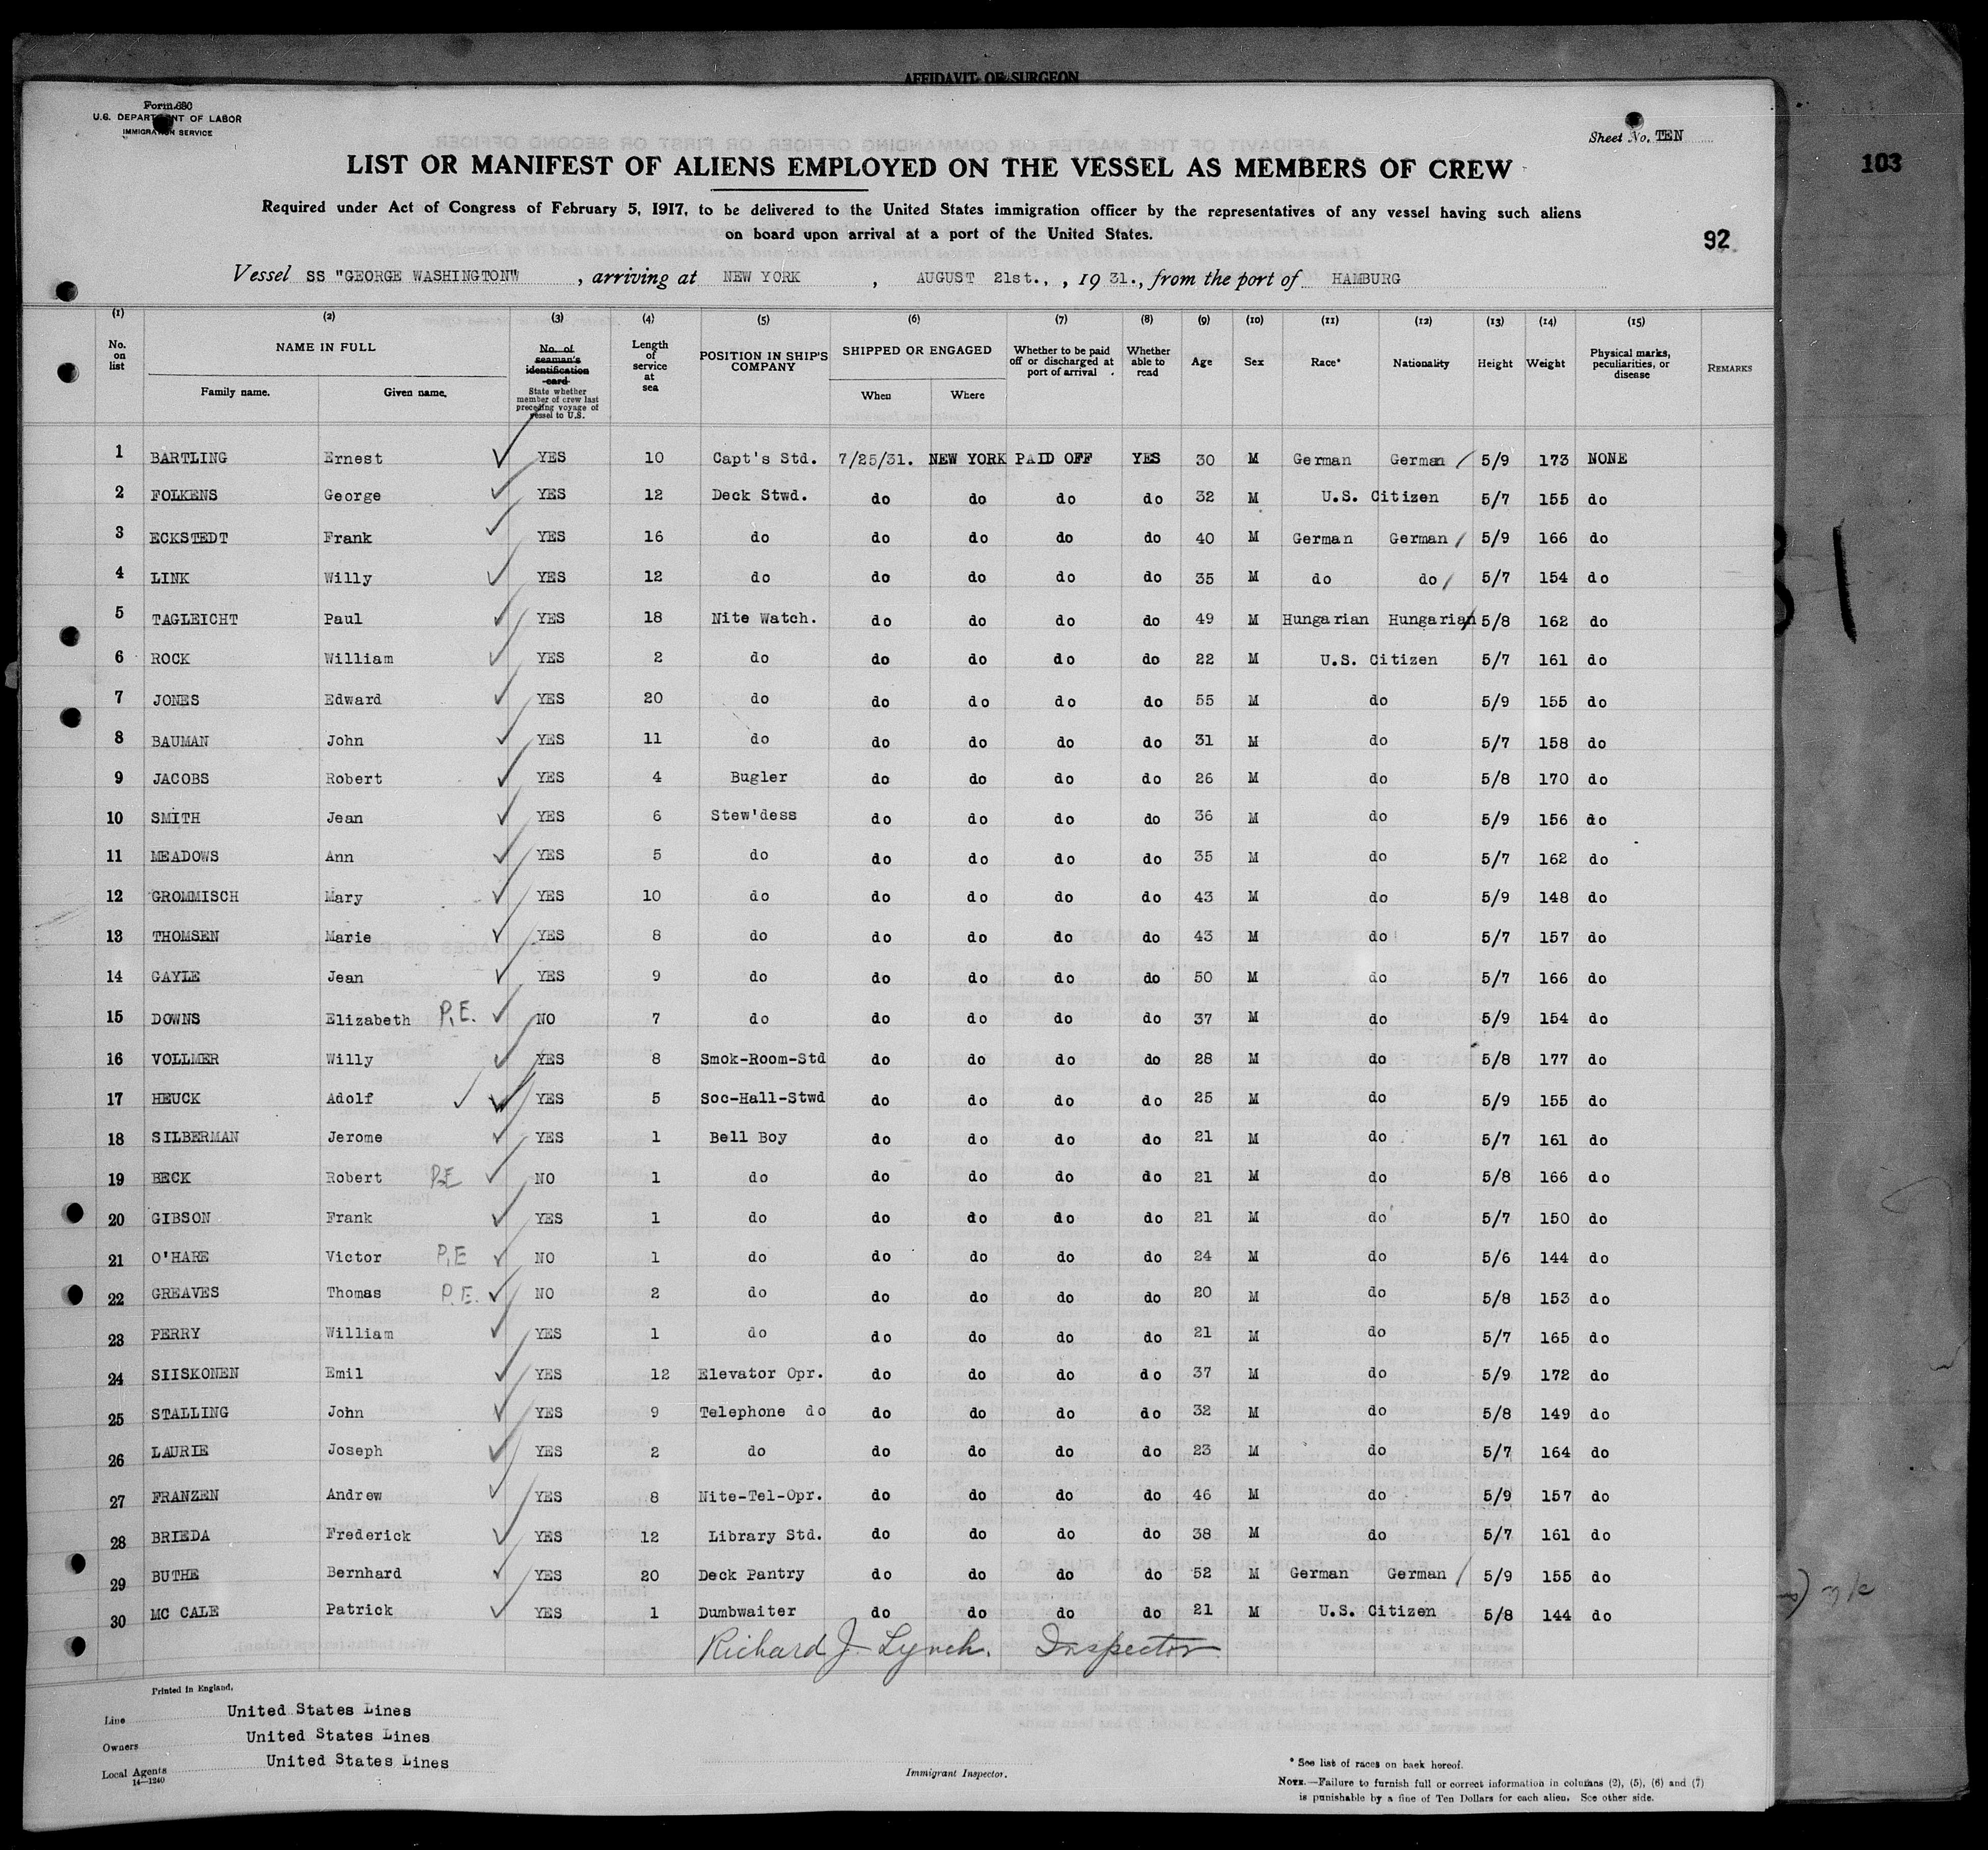 AFFIDAVIT OF SURGEON
Form 680
U.S. DEPARTMENT OF LABOR
IMMIGRATION SERVICE
Sheet No. TEN
103
LIST OR MANIFEST OF ALIENS EMPLOYED ON THE VESSEL AS MEMBERS OF CREW
Required under Act of Congress of February 5, 1917, to be delivered to the United States immigration officer by the representatives of any vessel having such aliens
on board upon arrival at a port of the United States.
92
Vessel SS "GEORGE WASHINGTON" , arriving at NEW YORK , AUGUST 21st., , 19 31., from the port of HAMBURG
(1) (2) (3) (4) (5) (6) (7) (8) (9) (10) (11) (12) (13) (14) (15)
No. on list NAME IN FULL Family name. Given name. No. of seaman's identification card State whether member of crew last preceding voyage of vessel to U.S. Length of service at sea POSITION IN SHIP'S COMPANY SHIPPED OR ENGAGED When Where Whether to be paid off or discharged at port of arrival Whether able to read Age Sex Race* Nationality Height Weight Physical marks, peculiarities, or disease REMARKS
1 BARTLING Ernest YES 10 Capt's Std. 7/25/31. NEW YORK PAID OFF YES 30 M German German 5/9 173 NONE
2 FOLKENS George YES 12 Deck Stwd. do do do do 32 M U.S. Citizen 5/7 155 do
3 ECKSTEDT Frank YES 16 do do do do do 40 M German German 5/9 166 do
4 LINK Willy YES 12 do do do do do 35 M do do 5/7 154 do
5 TAGLEICHT Paul YES 18 Nite Watch. do do do do 49 M Hungarian Hungarian 5/8 162 do
6 ROCK William YES 2 do do do do do 22 M U.S. Citizen 5/7 161 do
7 JONES Edward YES 20 do do do do do 55 M do 5/9 155 do
8 BAUMAN John YES 11 do do do do do 31 M do 5/7 158 do
9 JACOBS Robert YES 4 Bugler do do do do 26 M do 5/8 170 do
10 SMITH Jean YES 6 Stew'dess do do do do 36 M do 5/9 156 do
11 MEADOWS Ann YES 5 do do do do do 35 M do 5/7 162 do
12 GROMMISCH Mary YES 10 do do do do do 43 M do 5/9 148 do
13 THOMSEN Marie YES 8 do do do do do 43 M do 5/7 157 do
14 GAYLE Jean YES 9 do do do do do 50 M do 5/7 166 do
15 DOWNS Elizabeth P.E. NO 7 do do do do do 37 M do 5/9 154 do
16 VOLLMER Willy YES 8 Smok-Room-Std do do do do 28 M do 5/8 177 do
17 HEUCK Adolf YES 5 Soc-Hall-Stwd do do do do 25 M do 5/9 155 do
18 SILBERMAN Jerome YES 1 Bell Boy do do do do 21 M do 5/7 161 do
19 BECK Robert P.E NO 1 do do do do do 21 M do 5/8 166 do
20 GIBSON Frank YES 1 do do do do do 21 M do 5/7 150 do
21 O'HARE Victor P.E NO 1 do do do do do 24 M do 5/6 144 do
22 GREAVES Thomas P.E. NO 2 do do do do do 20 M do 5/8 153 do
23 PERRY William YES 1 do do do do do 21 M do 5/7 165 do
24 SIISKONEN Emil YES 12 Elevator Opr. do do do do 37 M do 5/9 172 do
25 STALLING John YES 9 Telephone do do do do do 32 M do 5/8 149 do
26 LAURIE Joseph YES 2 do do do do do 23 M do 5/7 164 do
27 FRANZEN Andrew YES 8 Nite-Tel-Opr. do do do do 46 M do 5/9 157 do
28 BRIEDA Frederick YES 12 Library Std. do do do do 38 M do 5/7 161 do
29 BUTHE Bernhard YES 20 Deck Pantry do do do do 52 M German German 5/9 155 do
30 MC CALE Patrick YES 1 Dumbwaiter do do do do 21 M U.S. Citizen 5/8 144 do
Richard J. Lynch. Inspector
Printed in England.
Line United States Lines
Owners United States Lines
Local Agents United States Lines
14—1240
Immigrant Inspector.
* See list of races on back hereof.
NOTE.—Failure to furnish full or correct information in columns (2), (5), (6) and (7)
is punishable by a fine of Ten Dollars for each alien. See other side.